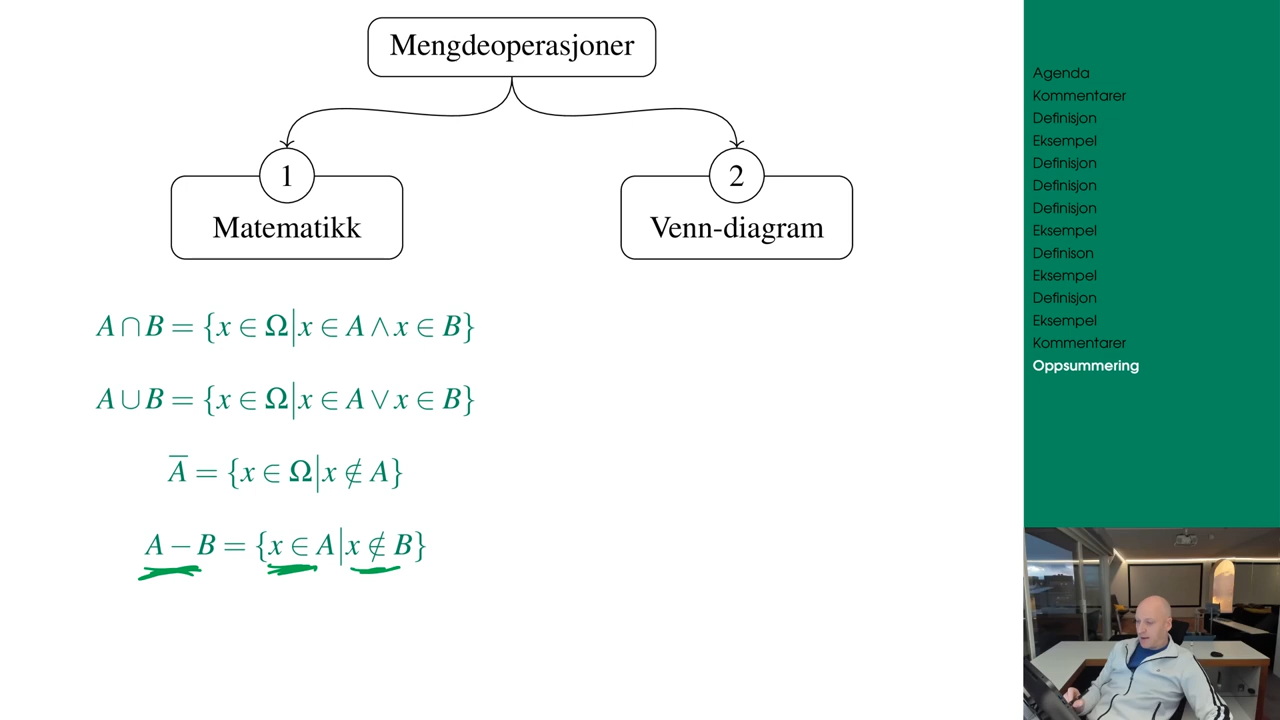 Mengdeoperasjoner
1
2
Matematikk
Venn-diagram
A ∩ B = {x ∈ Ω|x ∈ A ∧ x ∈ B}
A ∪ B = {x ∈ Ω|x ∈ A ∨ x ∈ B}
A̅ = {x ∈ Ω|x ∉ A}
A − B = {x ∈ A|x ∉ B}
Agenda
Kommentarer
Definisjon
Eksempel
Definisjon
Definisjon
Definisjon
Eksempel
Definison
Eksempel
Definisjon
Eksempel
Kommentarer
Oppsummering